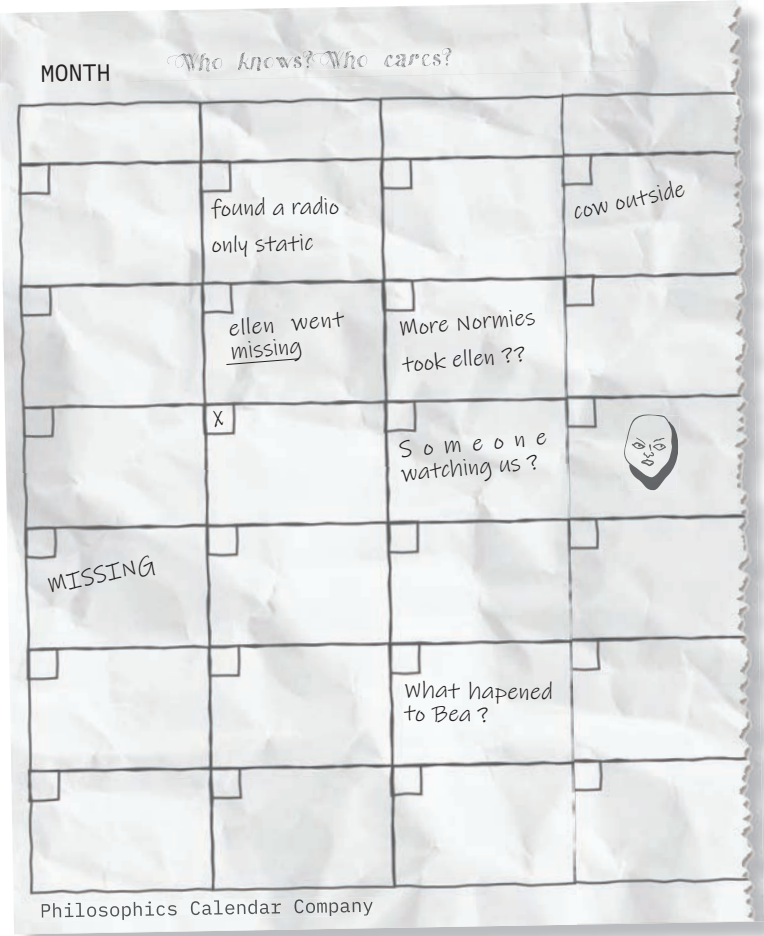 MONTH Who knows? Who cares?
found a radio
only static
cow outside
ellen went
missing
More Normies
took ellen ??
X
Someone
watching us ?
MISSING
What hapened
to Bea ?
Philosophics Calendar Company